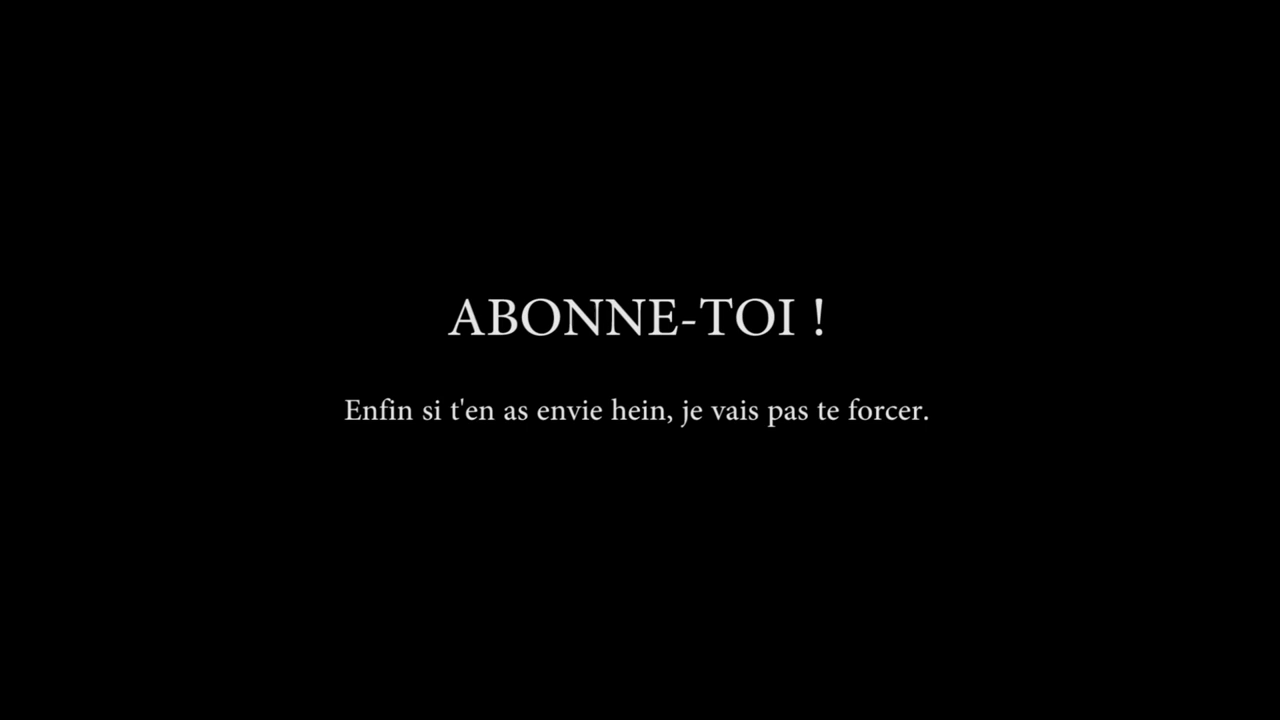 ABONNE-TOI !
Enfin si t'en as envie hein, je vais pas te forcer.